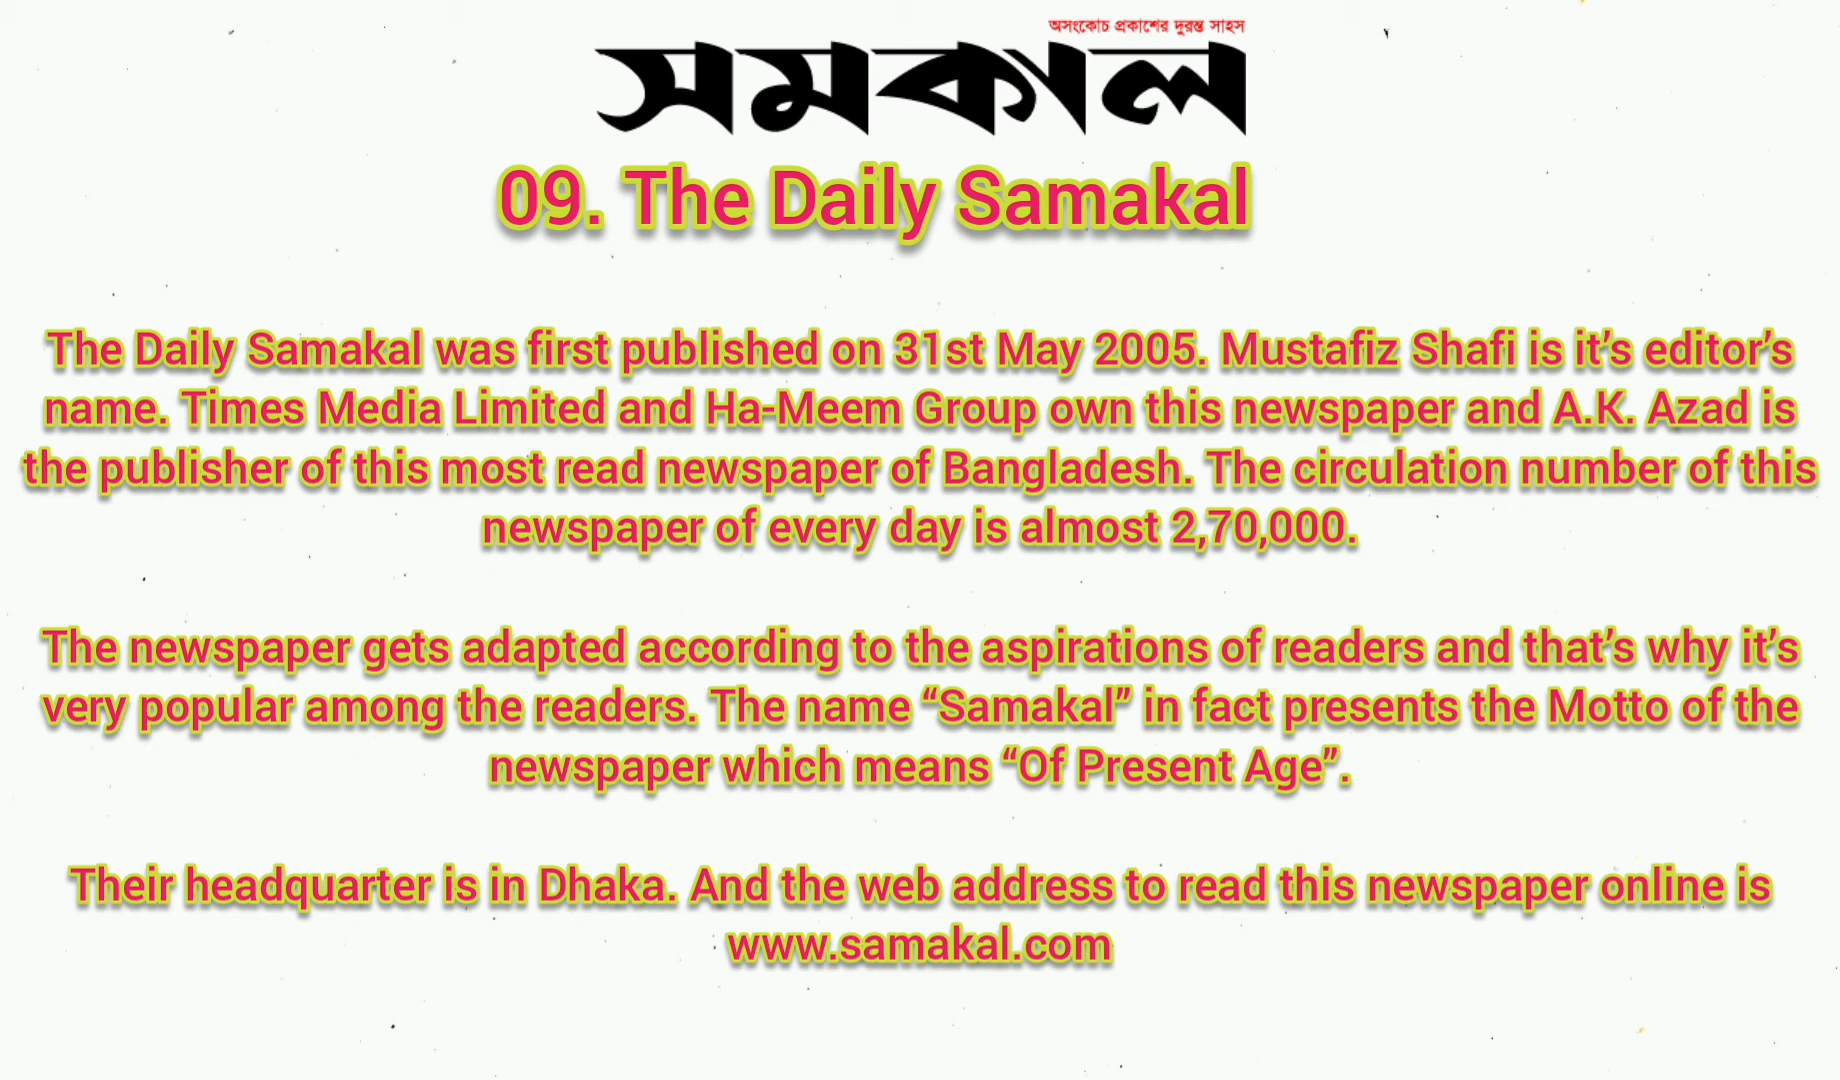 অসংকোচ প্রকাশের দুরন্ত সাহস
সমকাল
09. The Daily Samakal
The Daily Samakal was first published on 31st May 2005. Mustafiz Shafi is it’s editor’s
name. Times Media Limited and Ha-Meem Group own this newspaper and A.K. Azad is
the publisher of this most read newspaper of Bangladesh. The circulation number of this
newspaper of every day is almost 2,70,000.
The newspaper gets adapted according to the aspirations of readers and that’s why it’s
very popular among the readers. The name “Samakal” in fact presents the Motto of the
newspaper which means “Of Present Age”.
Their headquarter is in Dhaka. And the web address to read this newspaper online is
www.samakal.com